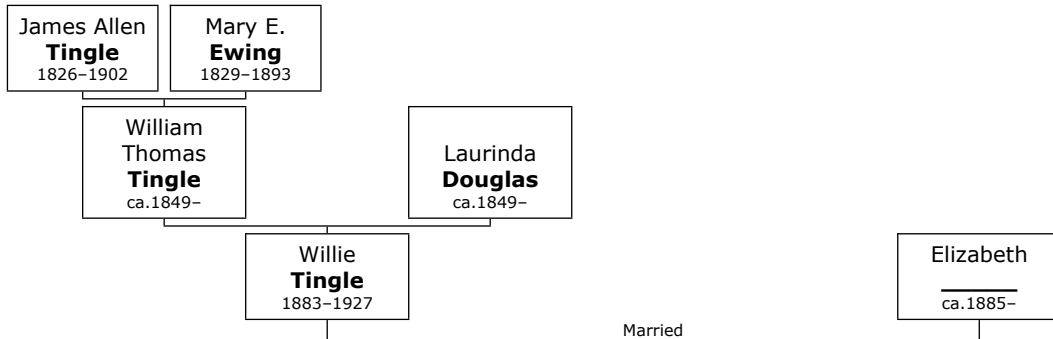 James Allen
Tingle
1826–1902
Mary E.
Ewing
1829–1893
William
Thomas
Tingle
ca.1849–
Laurinda
Douglas
ca.1849–
Willie
Tingle
1883–1927
Elizabeth
______
ca.1885–
Married